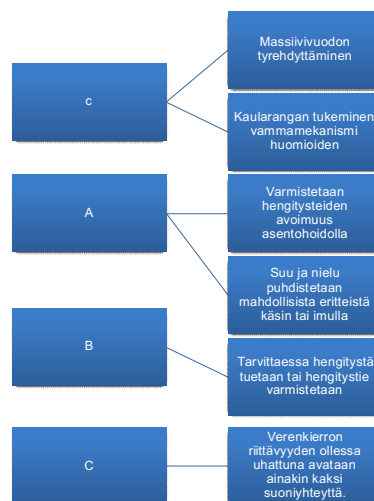 c
Massiivivuodon
tyrehdyttäminen
Kaularangan tukeminen
vammamekanismi
huomioiden
A
Varmistetaan
hengitysteiden
avoimuus
asentohoidolla
Suu ja nielu
puhdistetaan
mahdollisista eritteistä
käsin tai imulla
B
Tarvittaessa hengitystä
tuetaan tai hengitystie
varmistetaan
C
Verenkierron
riittävyyden ollessa
uhattuna avataan
ainakin kaksi
suoniyhteyttä.